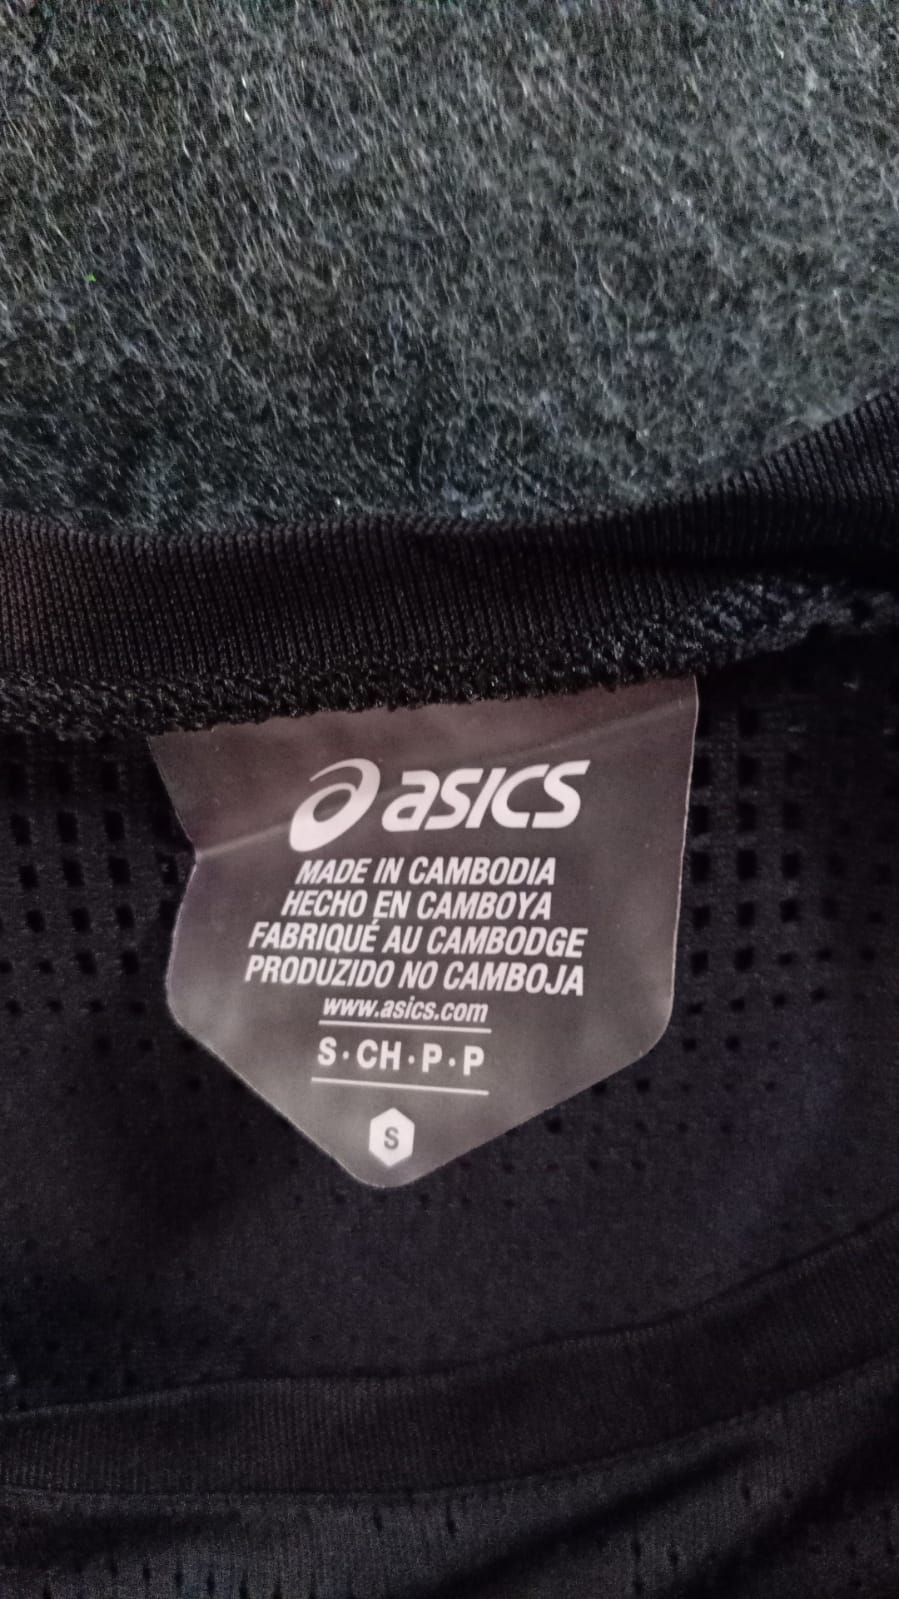 asics
MADE IN CAMBODIA
HECHO EN CAMBOYA
FABRIQUÉ AU CAMBODGE
PRODUZIDO NO CAMBOJA
www.asics.com
S·CH·P·P
S